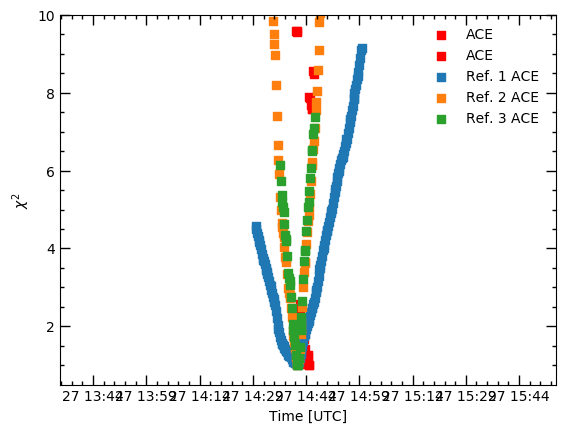 10
8
6
4
2
χ²
ACE
ACE
Ref. 1 ACE
Ref. 2 ACE
Ref. 3 ACE
27 13:44 27 13:59 27 14:14 27 14:29 27 14:44 27 14:59 27 15:14 27 15:29 27 15:44
Time [UTC]